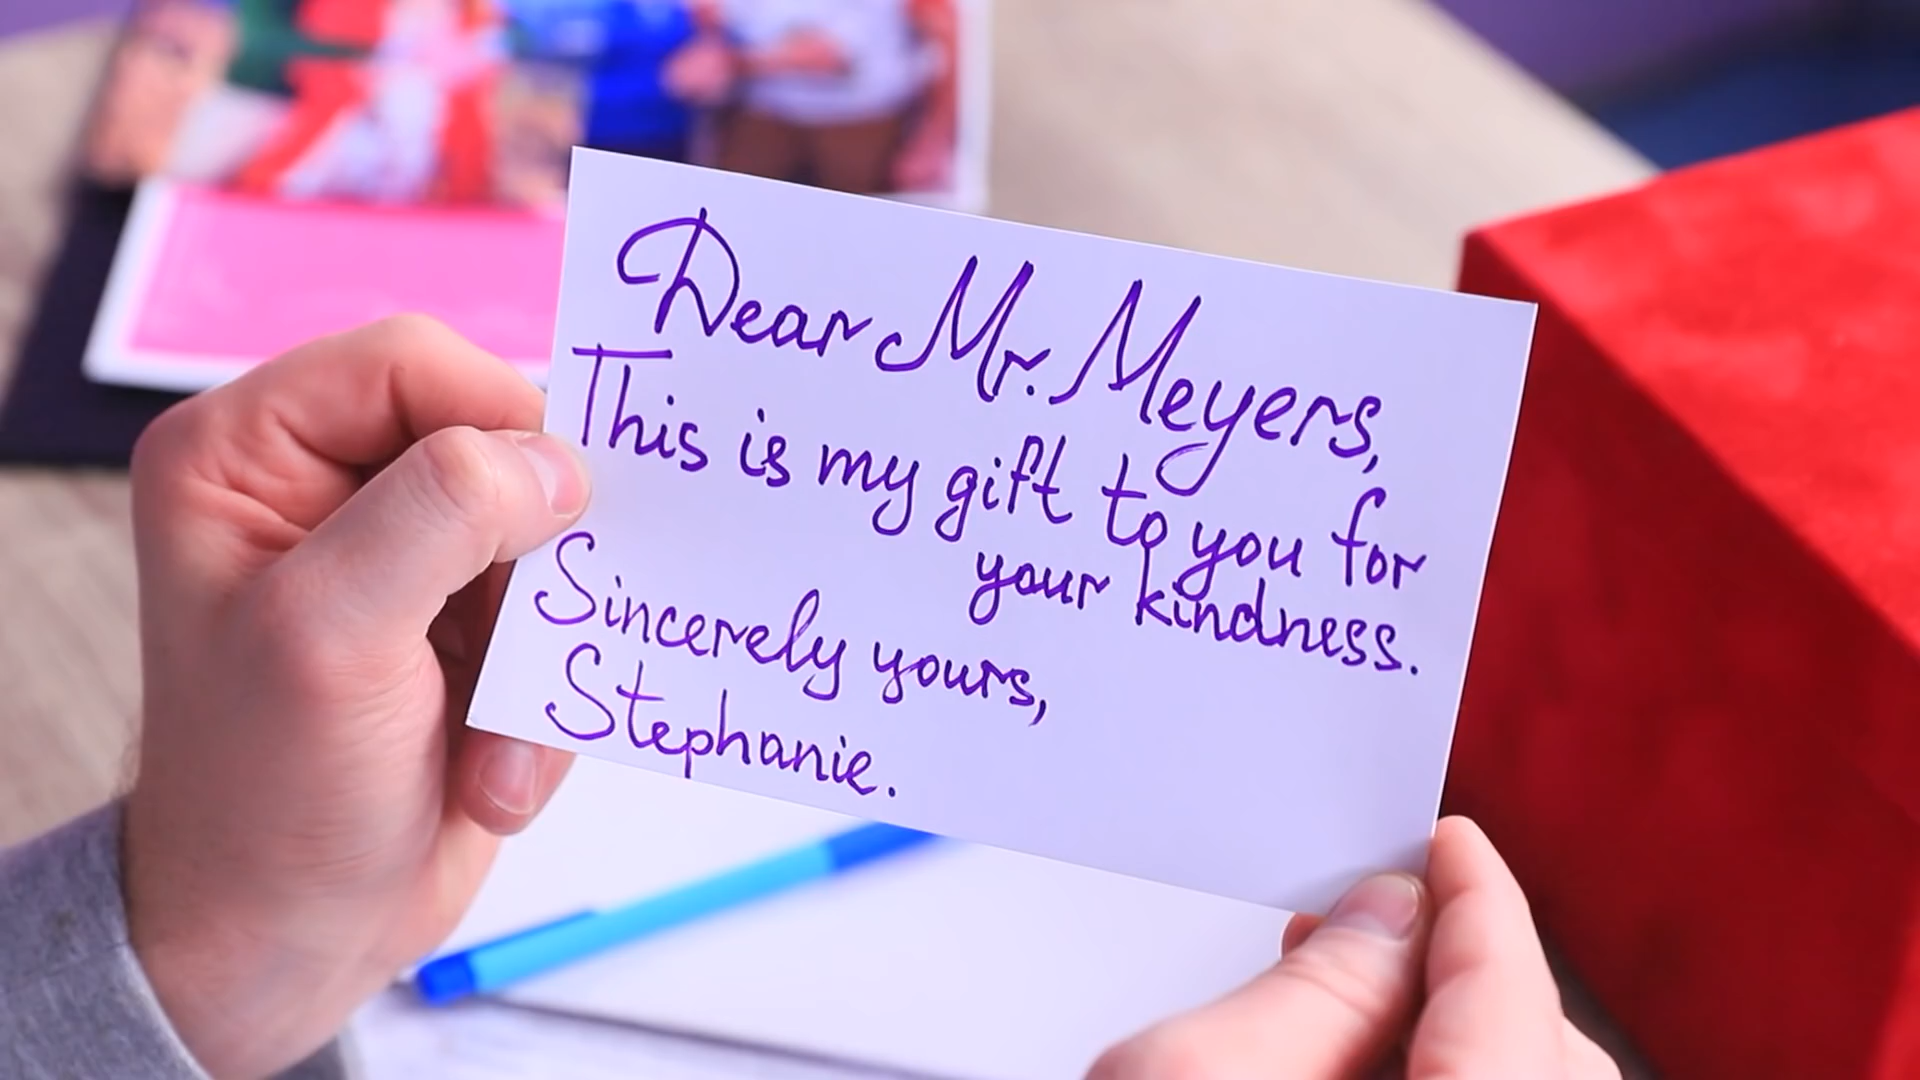 Dear Mr. Meyers,
This is my gift to you for
your kindness.
Sincerely yours,
Stephanie.